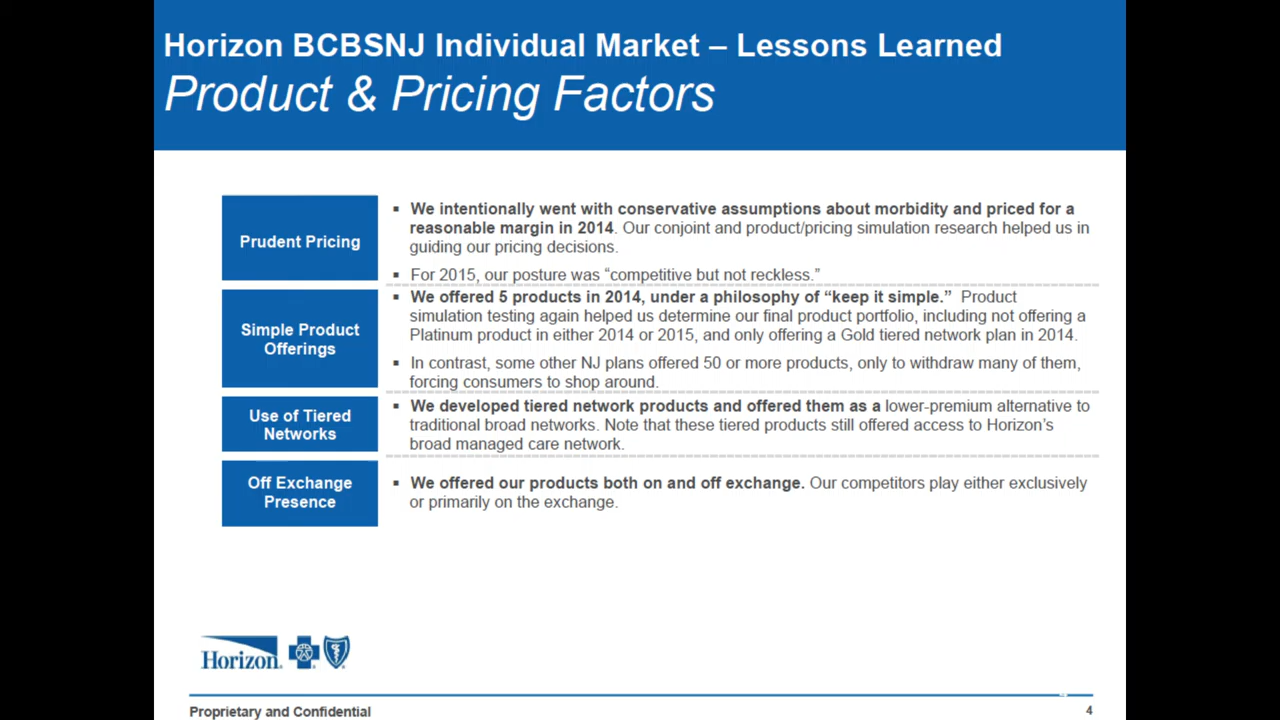 Horizon BCBSNJ Individual Market – Lessons Learned
Product & Pricing Factors
Prudent Pricing
▪ We intentionally went with conservative assumptions about morbidity and priced for a
reasonable margin in 2014. Our conjoint and product/pricing simulation research helped us in
guiding our pricing decisions.
▪ For 2015, our posture was “competitive but not reckless.”
Simple Product
Offerings
▪ We offered 5 products in 2014, under a philosophy of “keep it simple.” Product
simulation testing again helped us determine our final product portfolio, including not offering a
Platinum product in either 2014 or 2015, and only offering a Gold tiered network plan in 2014.
▪ In contrast, some other NJ plans offered 50 or more products, only to withdraw many of them,
forcing consumers to shop around.
Use of Tiered
Networks
▪ We developed tiered network products and offered them as a lower-premium alternative to
traditional broad networks. Note that these tiered products still offered access to Horizon’s
broad managed care network.
Off Exchange
Presence
▪ We offered our products both on and off exchange. Our competitors play either exclusively
or primarily on the exchange.
Horizon
Proprietary and Confidential
4